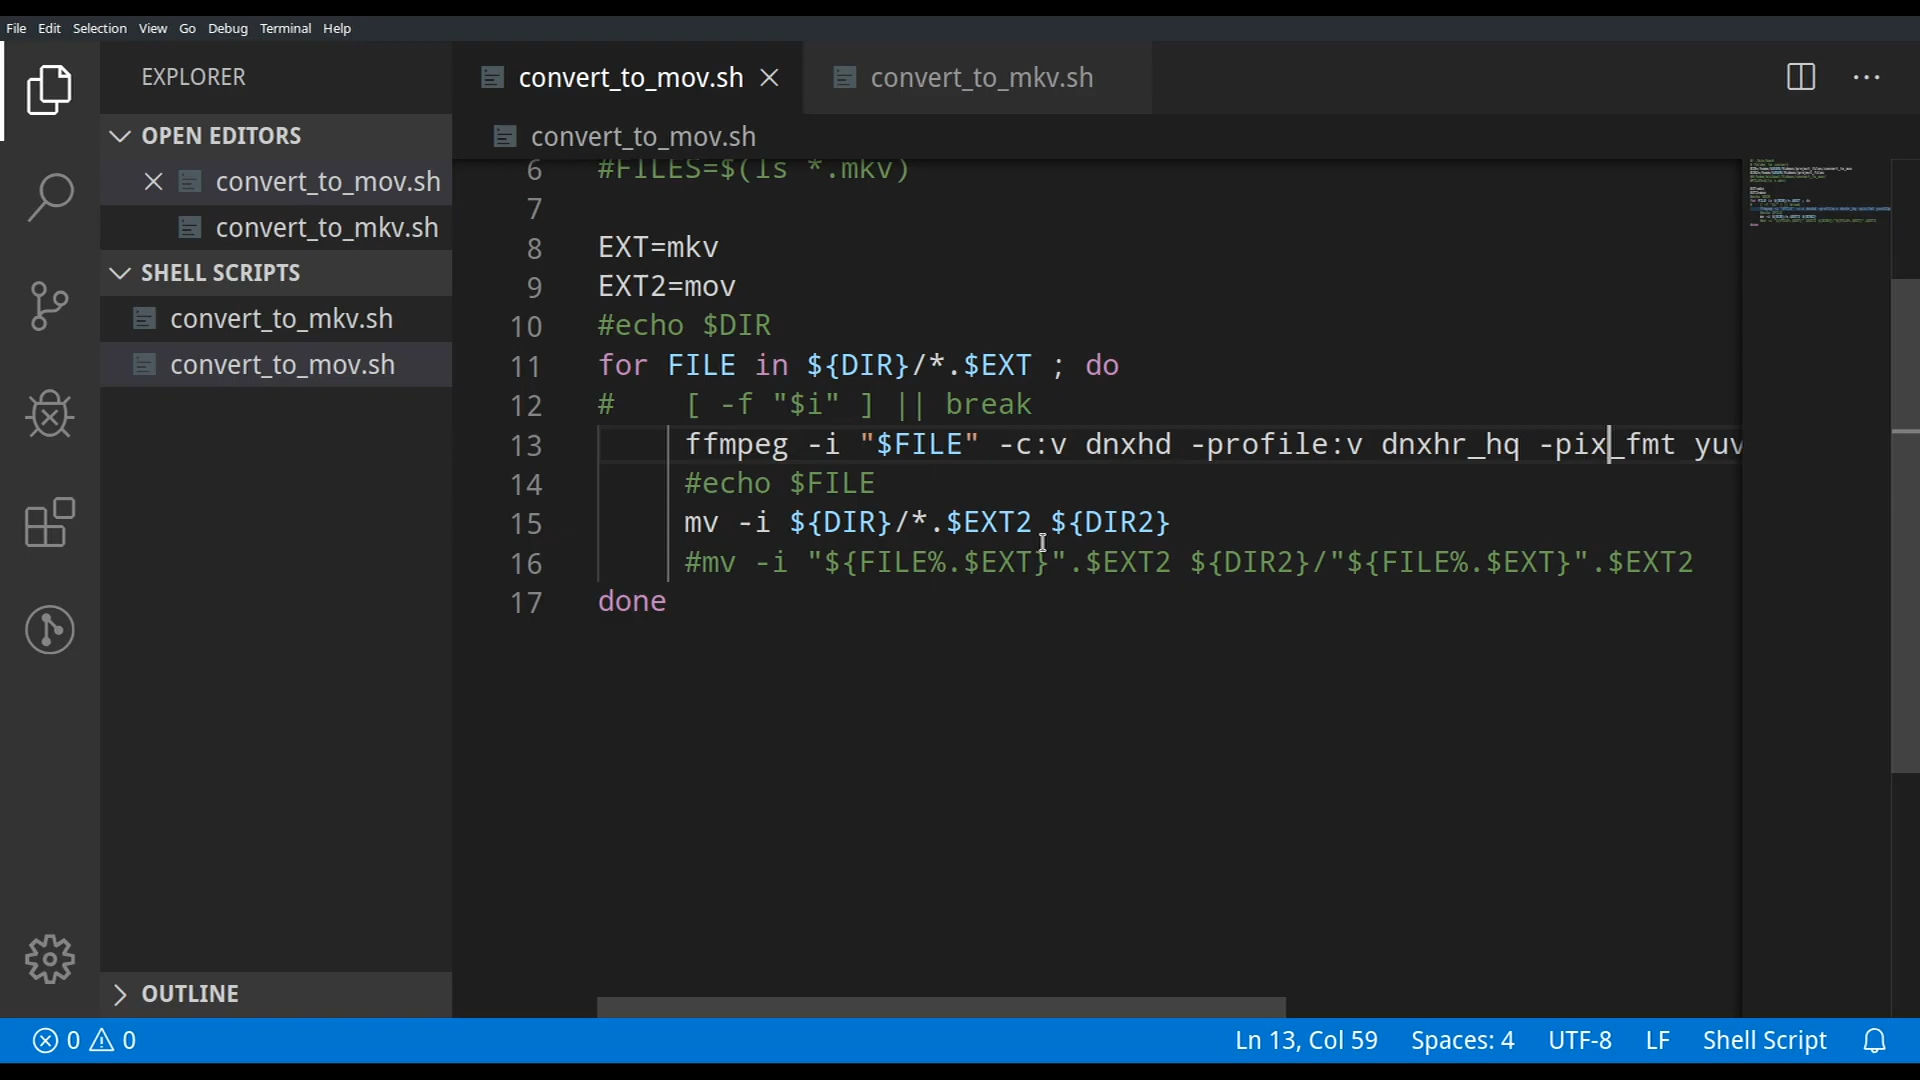 File Edit Selection View Go Debug Terminal Help
EXPLORER
OPEN EDITORS
convert_to_mov.sh
convert_to_mkv.sh
SHELL SCRIPTS
convert_to_mkv.sh
convert_to_mov.sh
OUTLINE
convert_to_mov.sh convert_to_mkv.sh
convert_to_mov.sh
6 #FILES=$(ls *.mkv)
7
8 EXT=mkv
9 EXT2=mov
10 #echo $DIR
11 for FILE in ${DIR}/*.$EXT ; do
12 #    [ -f "$i" ] || break
13     ffmpeg -i "$FILE" -c:v dnxhd -profile:v dnxhr_hq -pix_fmt yuv
14     #echo $FILE
15     mv -i ${DIR}/*.$EXT2 ${DIR2}
16     #mv -i "${FILE%.$EXT}".$EXT2 ${DIR2}/"${FILE%.$EXT}".$EXT2
17 done
0 0 Ln 13, Col 59 Spaces: 4 UTF-8 LF Shell Script